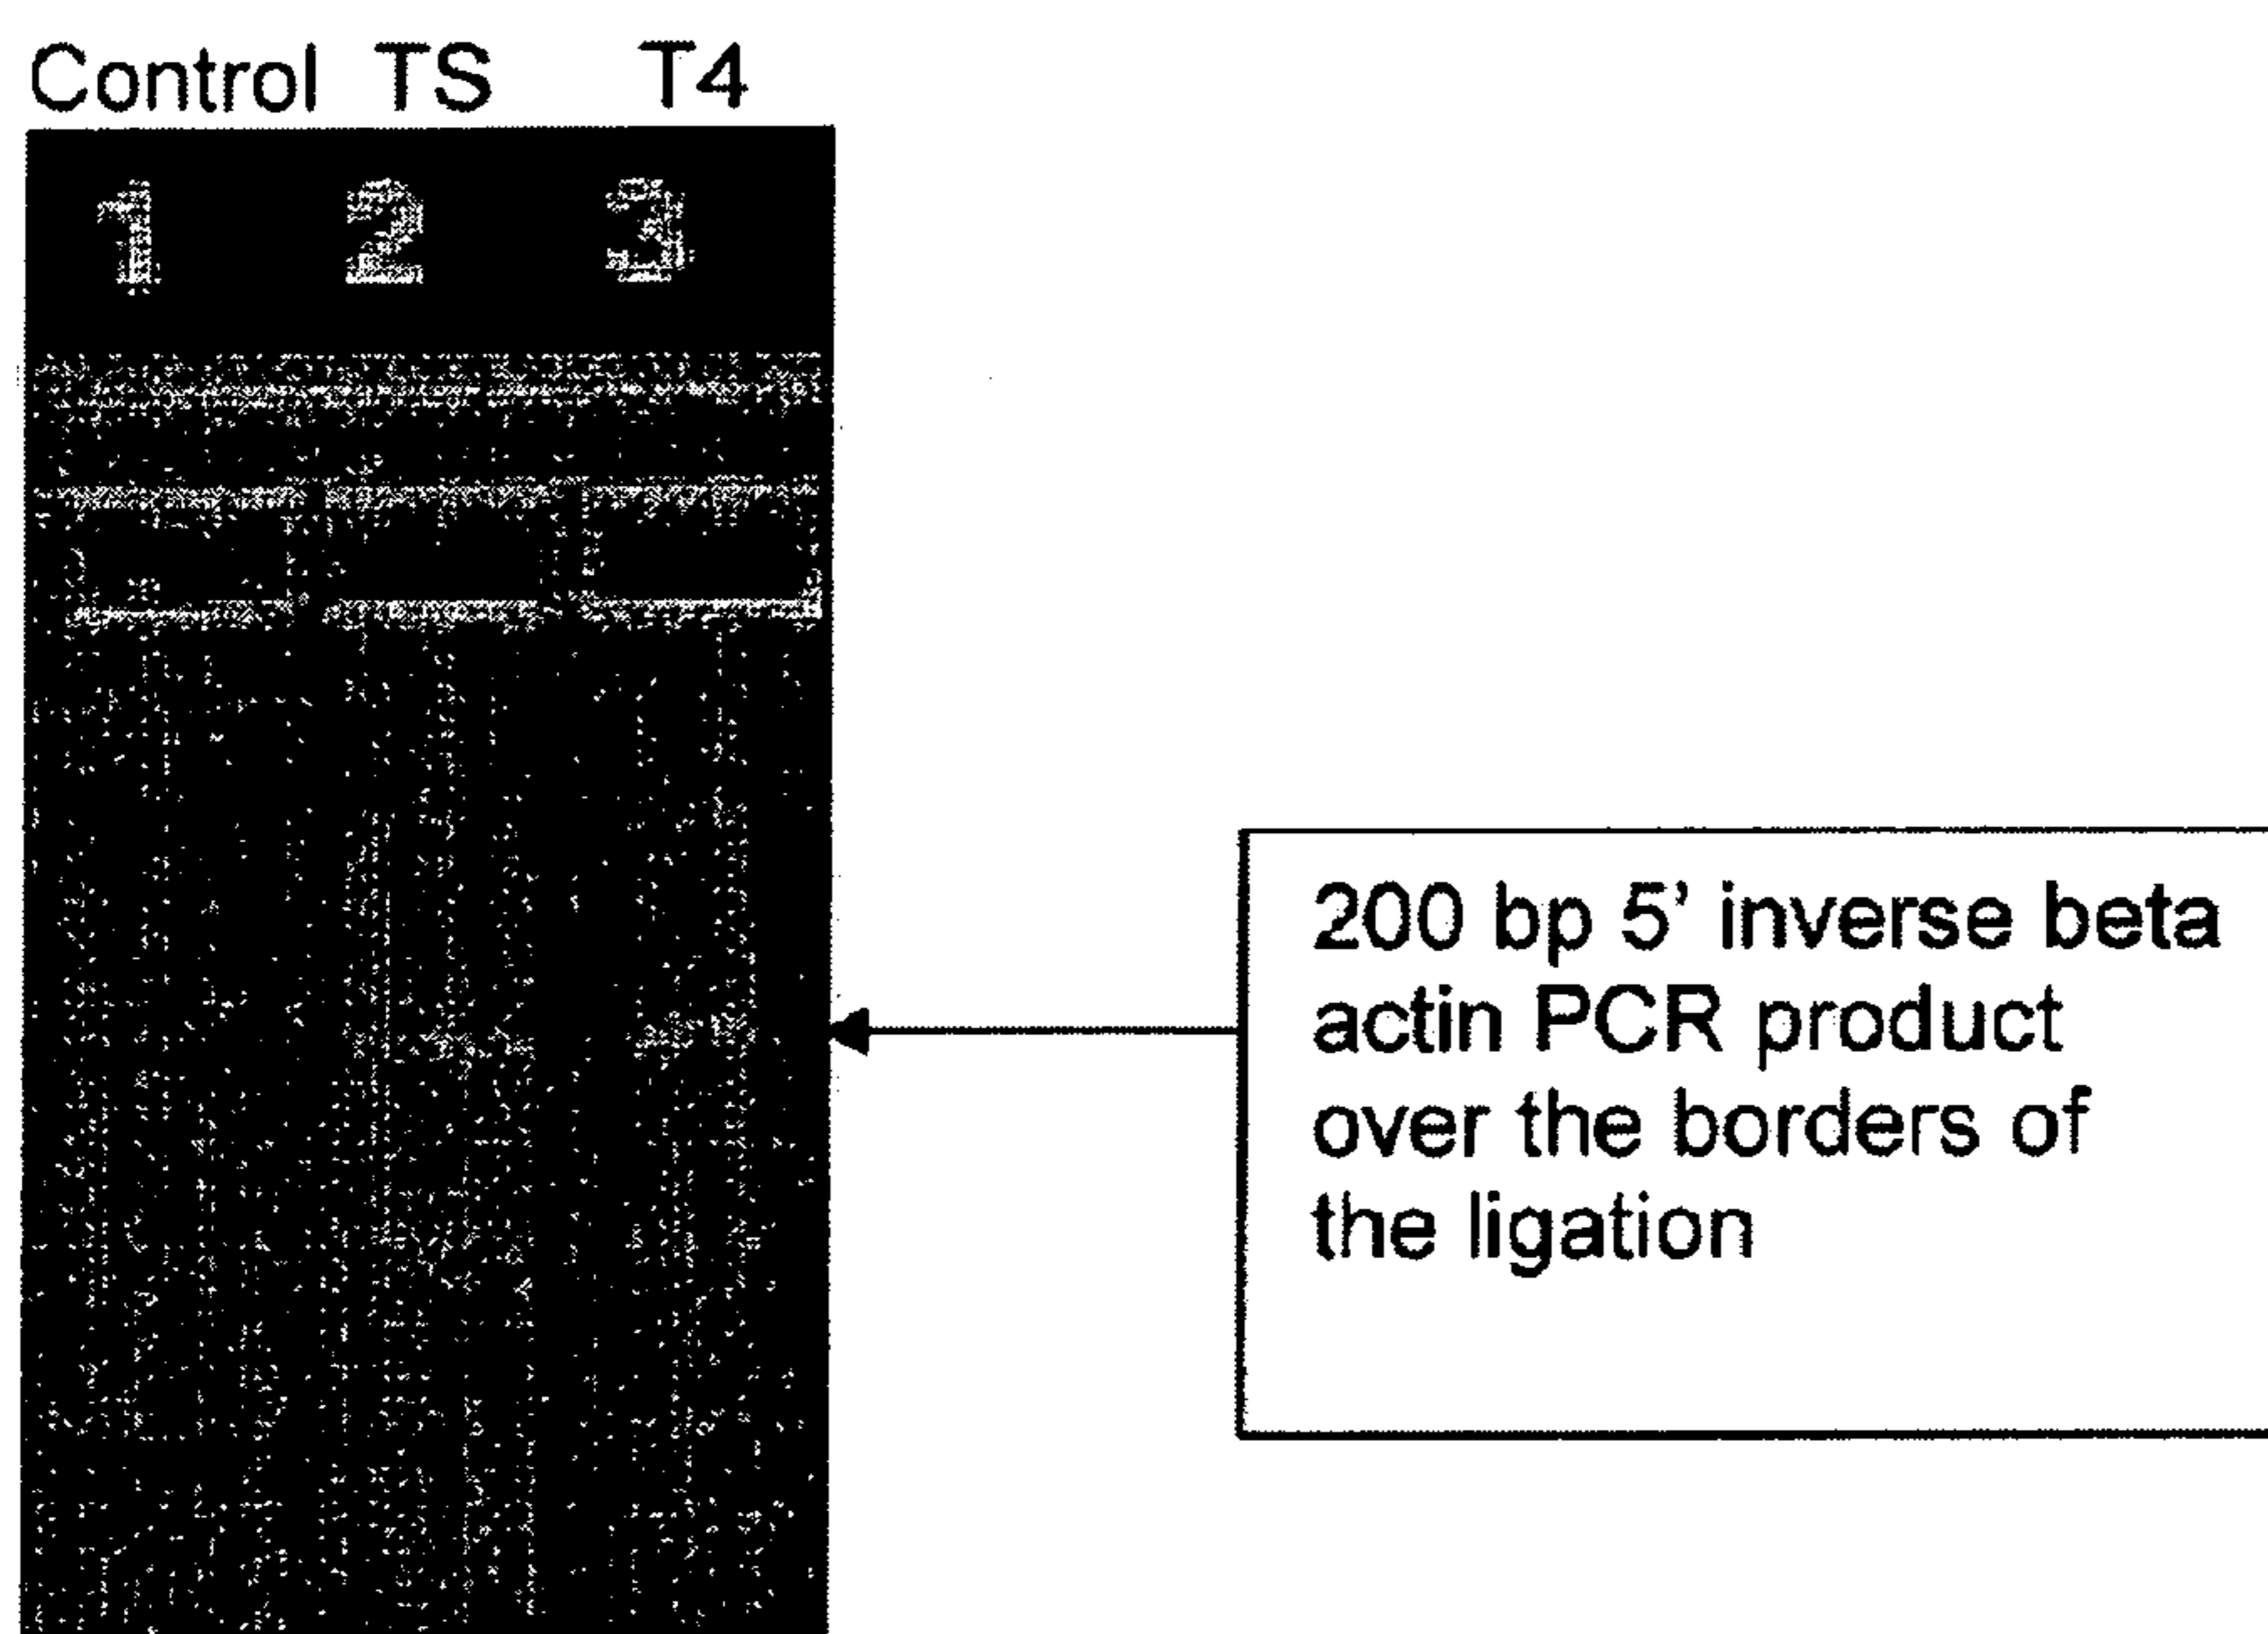 Control TS T4
1 2 3
200 bp 5' inverse beta
actin PCR product
over the borders of
the ligation